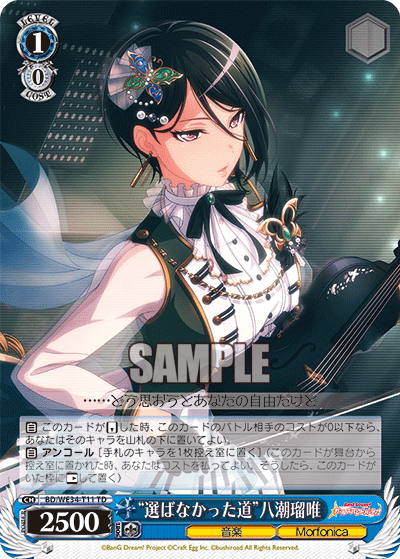 LEVEL
1
0
COST
SAMPLE
……どう思おうとあなたの自由だけど
自 このカードが【】した時、このカードのバトル相手のコストが0以下なら、
あなたはそのキャラを山札の下に置いてよい。
自 アンコール ［手札のキャラを1枚控え室に置く］（このカードが舞台から
控え室に置かれた時、あなたはコストを払ってよい。そうしたら、このカードがいた枠にレストして置く）
CH BD/WE34-T11 TD
2500
“選ばなかった道”八潮瑠唯
音楽
Morfonica
©BanG Dream! Project ©Craft Egg Inc. ©bushiroad All Rights Reserved.